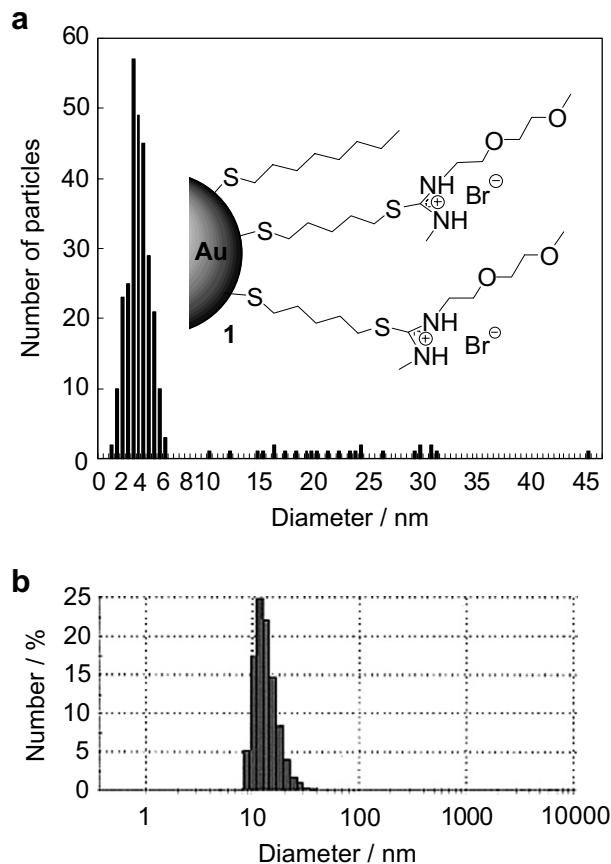 a
60
50
40
30
20
10
0
Number of particles
O
O
S
NH
Br⊖
S
⊕
NH
S
Au
O
O
S
S
NH
Br⊖
⊕
NH
1
0 2 4 6 8 10 15 20 25 30 35 40 45
Diameter / nm
b
25
20
15
10
5
0
Number / %
1 10 100 1000 10000
Diameter / nm